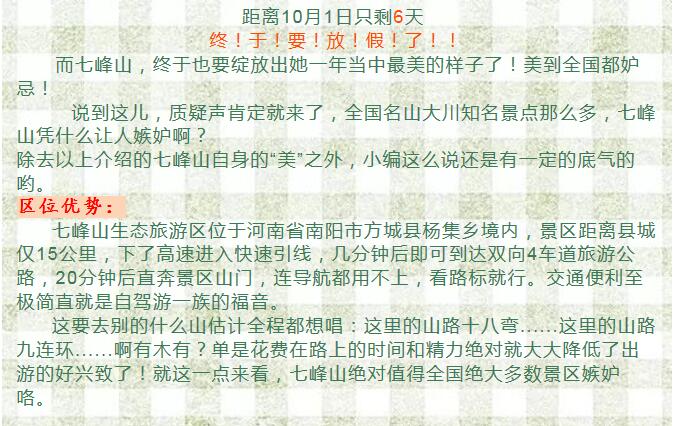 距离10月1日只剩6天
终！于！要！放！假！了！！
而七峰山，终于也要绽放出她一年当中最美的样子了！美到全国都妒
忌！
说到这儿，质疑声肯定就来了，全国名山大川知名景点那么多，七峰
山凭什么让人嫉妒啊？
除去以上介绍的七峰山自身的“美”之外，小编这么说还是有一定的底气的
哟。
区位优势：
七峰山生态旅游区位于河南省南阳市方城县杨集乡境内，景区距离县城
仅15公里，下了高速进入快速引线，几分钟后即可到达双向4车道旅游公
路，20分钟后直奔景区山门，连导航都用不上，看路标就行。交通便利至
极简直就是自驾游一族的福音。
这要去别的什么山估计全程都想唱：这里的山路十八弯……这里的山路
九连环……啊有木有？单是花费在路上的时间和精力绝对就大大降低了出
游的好兴致了！就这一点来看，七峰山绝对值得全国绝大多数景区嫉妒
咯。